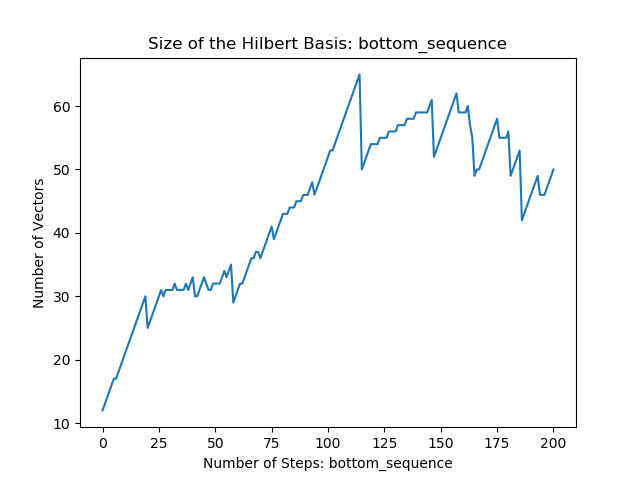 Size of the Hilbert Basis: bottom_sequence
Number of Vectors
60
50
40
30
20
10
0 25 50 75 100 125 150 175 200
Number of Steps: bottom_sequence